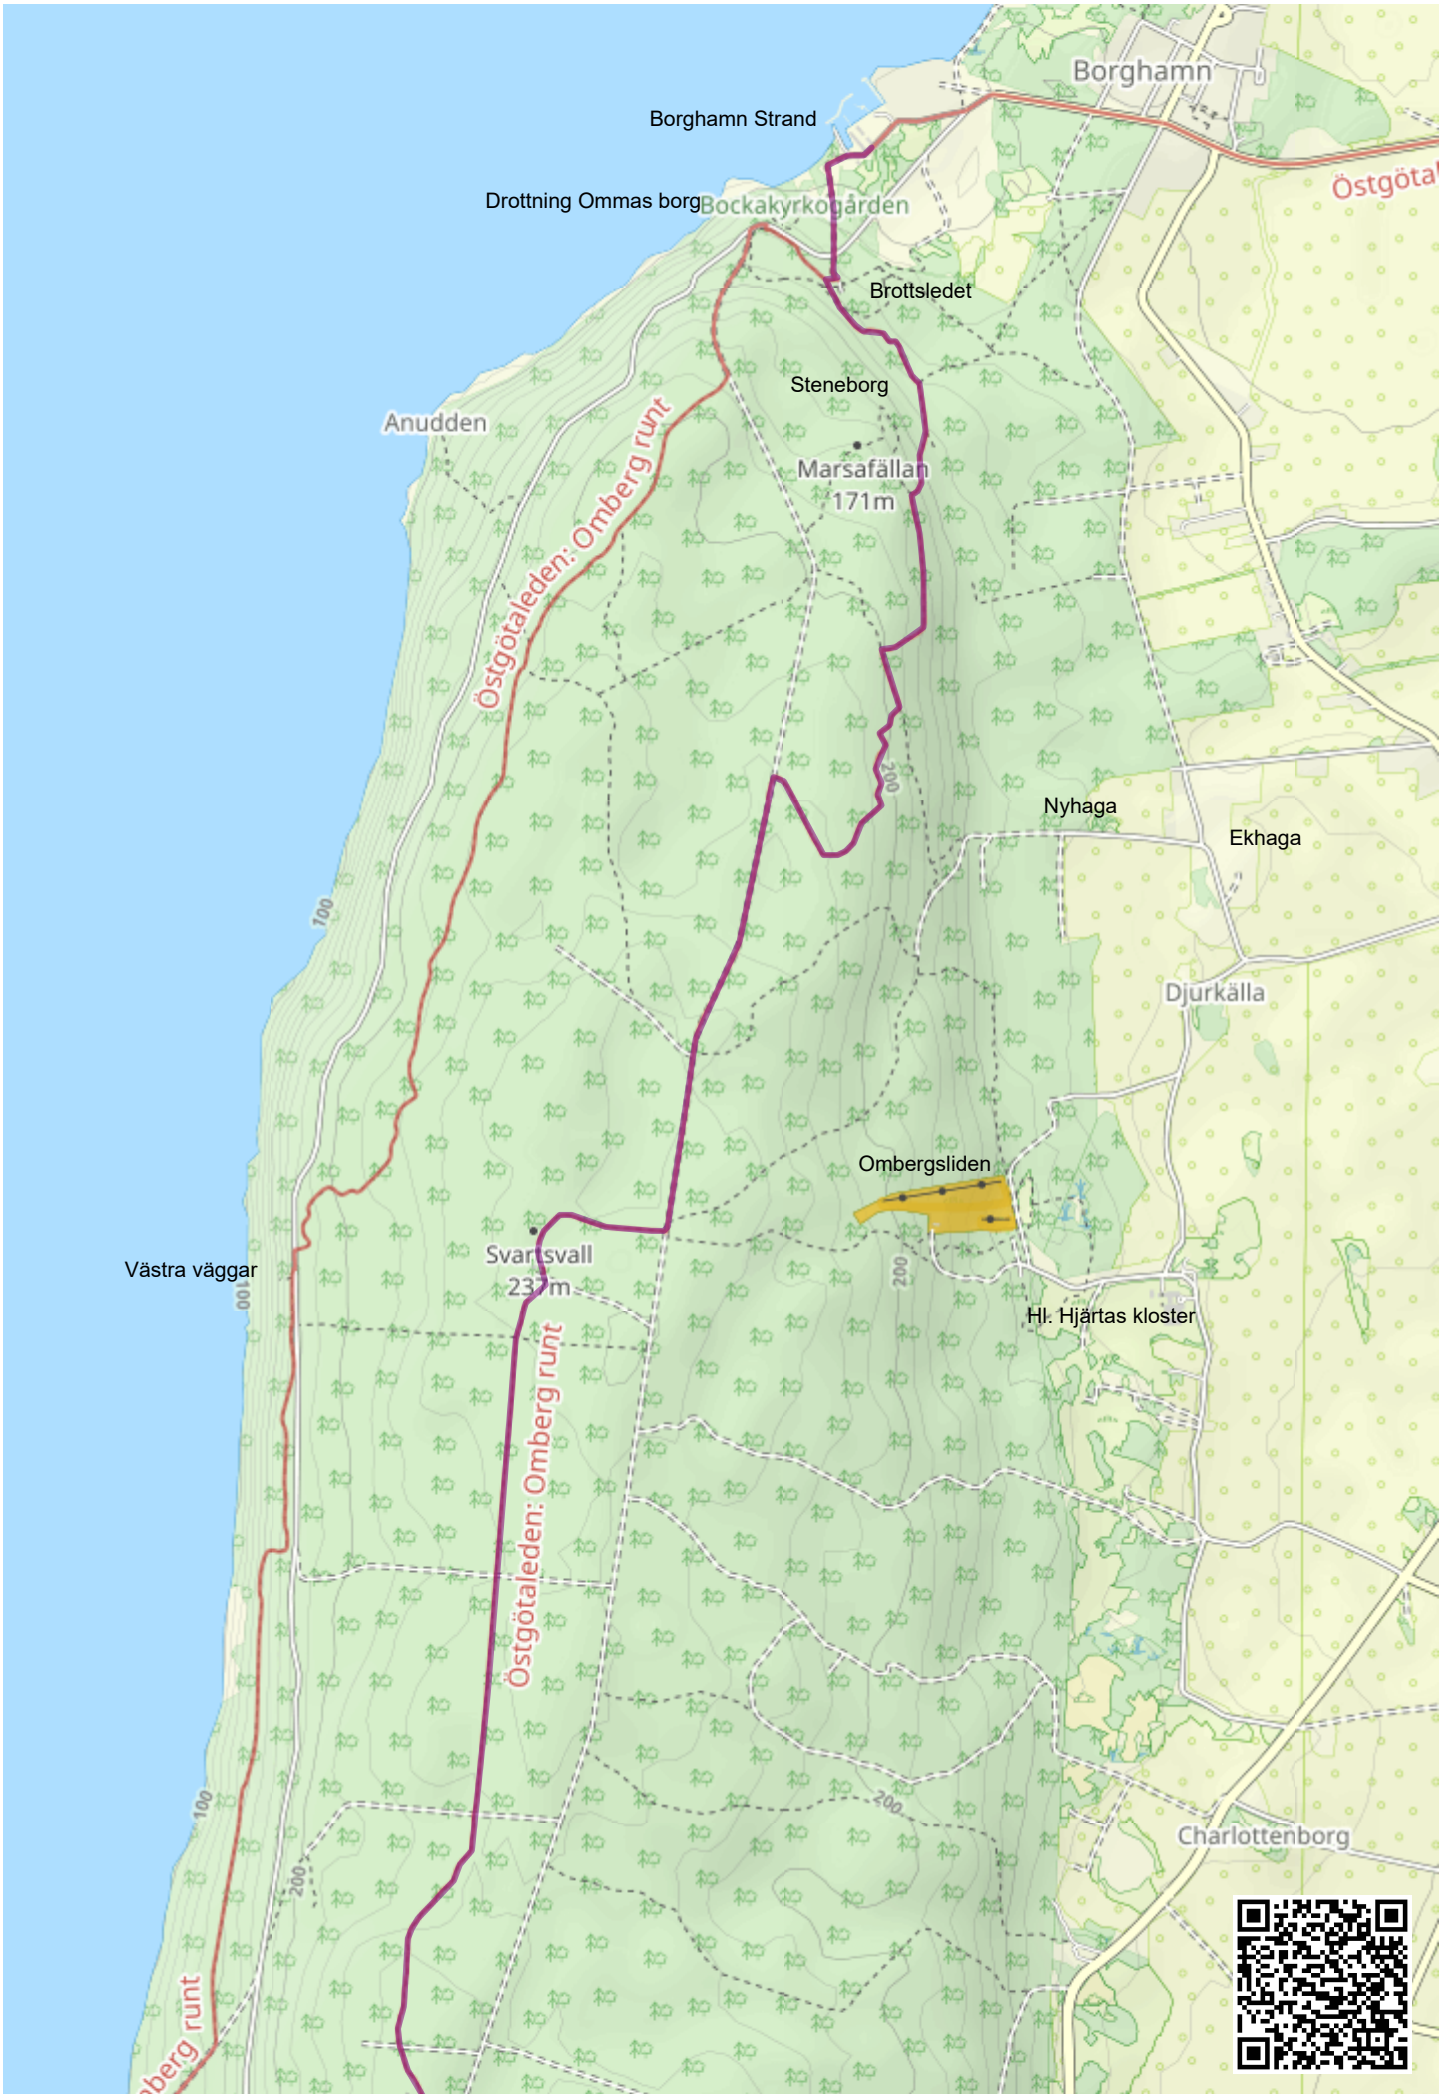 Borghamn
Borghamn Strand
Östgötal
Drottning Ommas borg
Bockakyrkogården
Brottsledet
Steneborg
Anudden
Marsafällan
171m
Östgötaleden: Omberg runt
200
Nyhaga
Ekhaga
100
Djurkälla
Ombergsliden
Svartsvall
237m
Västra väggar
100
200
Hl. Hjärtas kloster
Östgötaleden: Omberg runt
100
200
Charlottenborg
200
berg runt